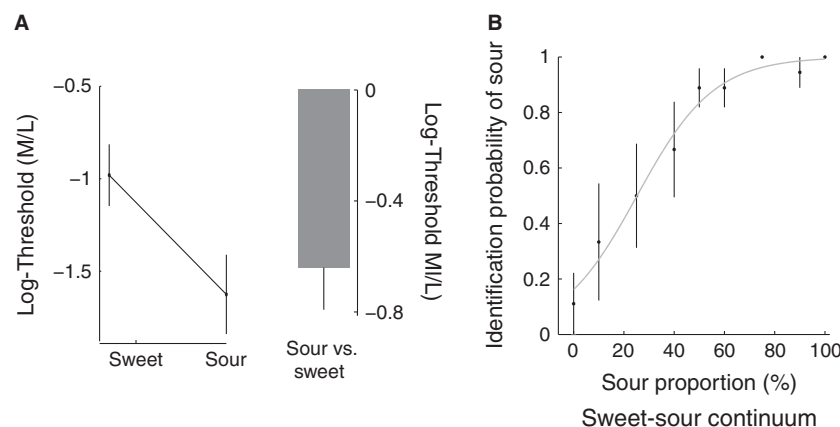 A
Log-Threshold (M/L)
−0.5
−1
−1.5
Sweet
Sour
0
−0.4
−0.8
Log-Threshold Ml/L)
Sour vs.
sweet
B
Identification probability of sour
1
0.8
0.6
0.4
0.2
0
0
20
40
60
80
100
Sour proportion (%)
Sweet-sour continuum